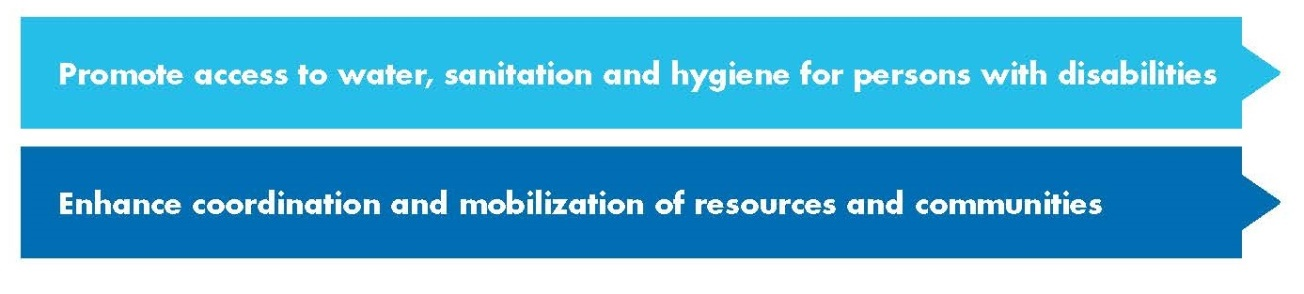 Promote access to water, sanitation and hygiene for persons with disabilities
Enhance coordination and mobilization of resources and communities